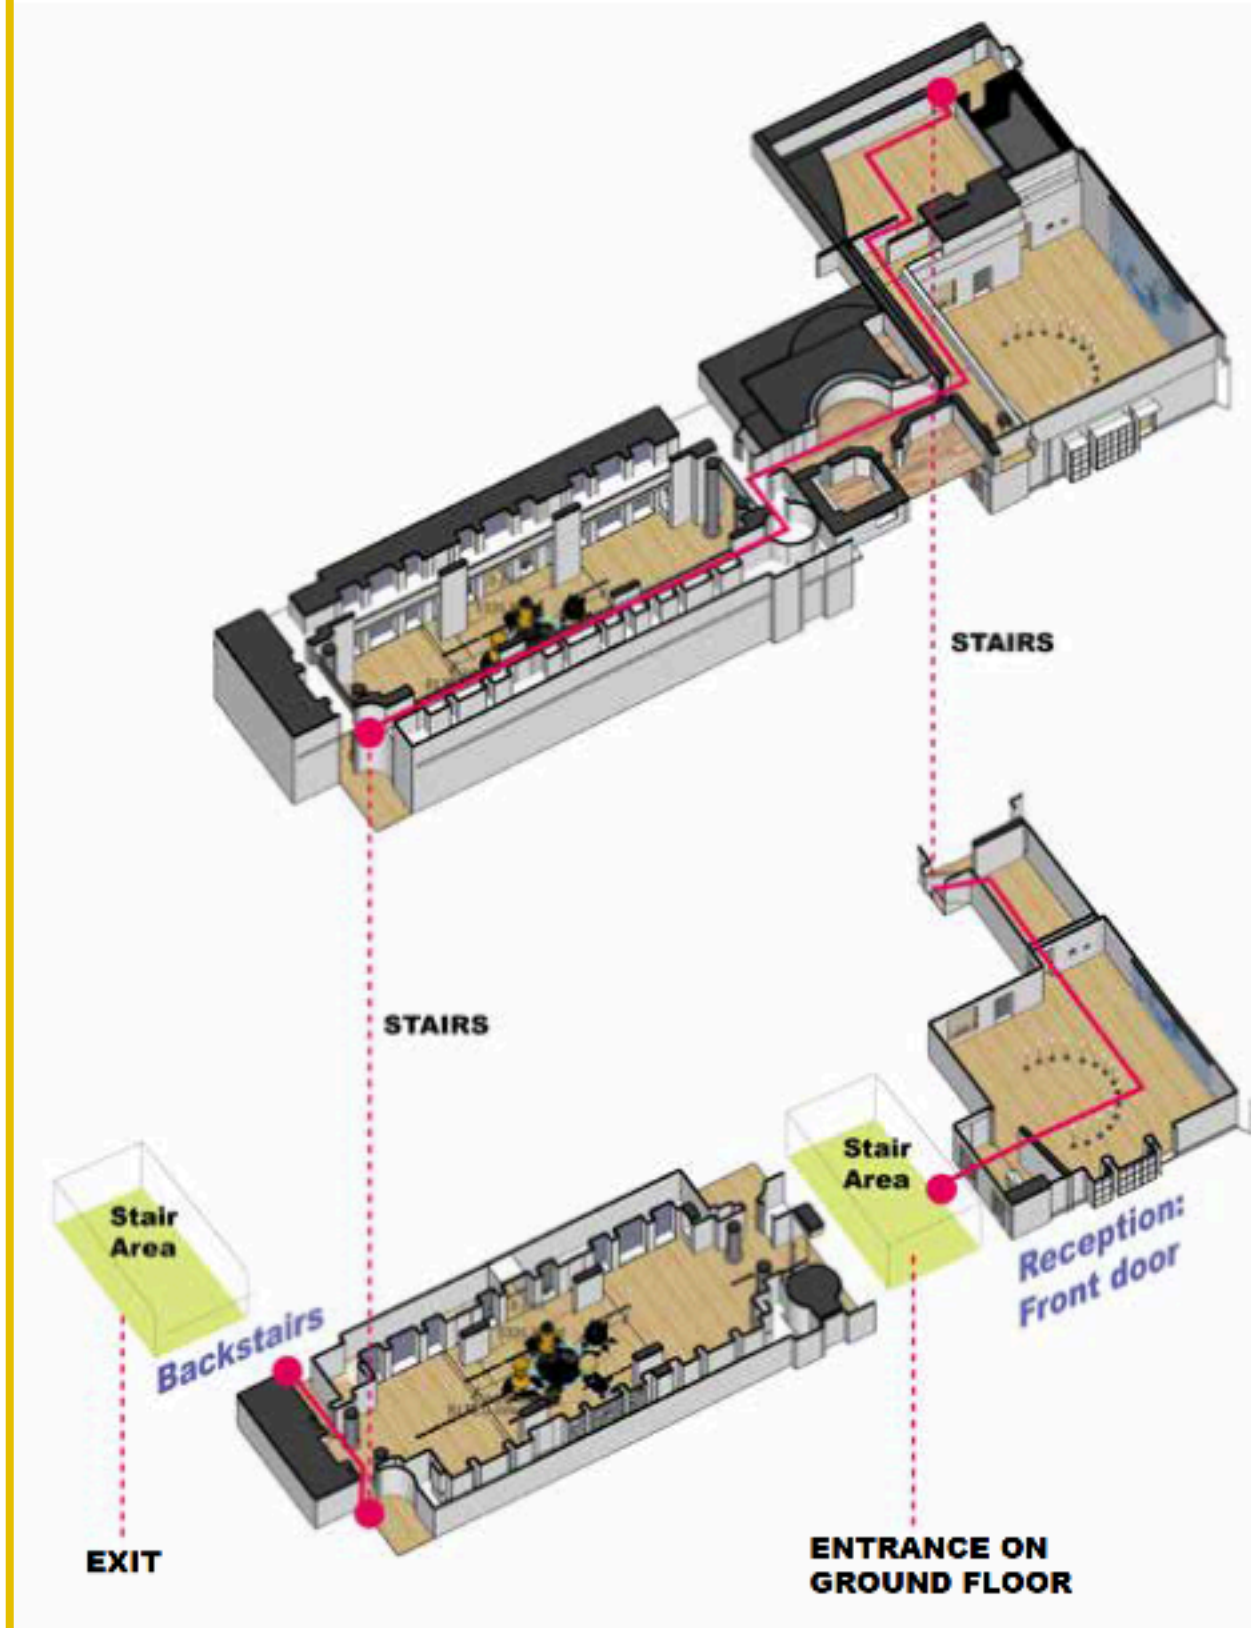 STAIRS
STAIRS
Stair
Area
Stair
Area
Reception:
Front door
Backstairs
EXIT
ENTRANCE ON
GROUND FLOOR